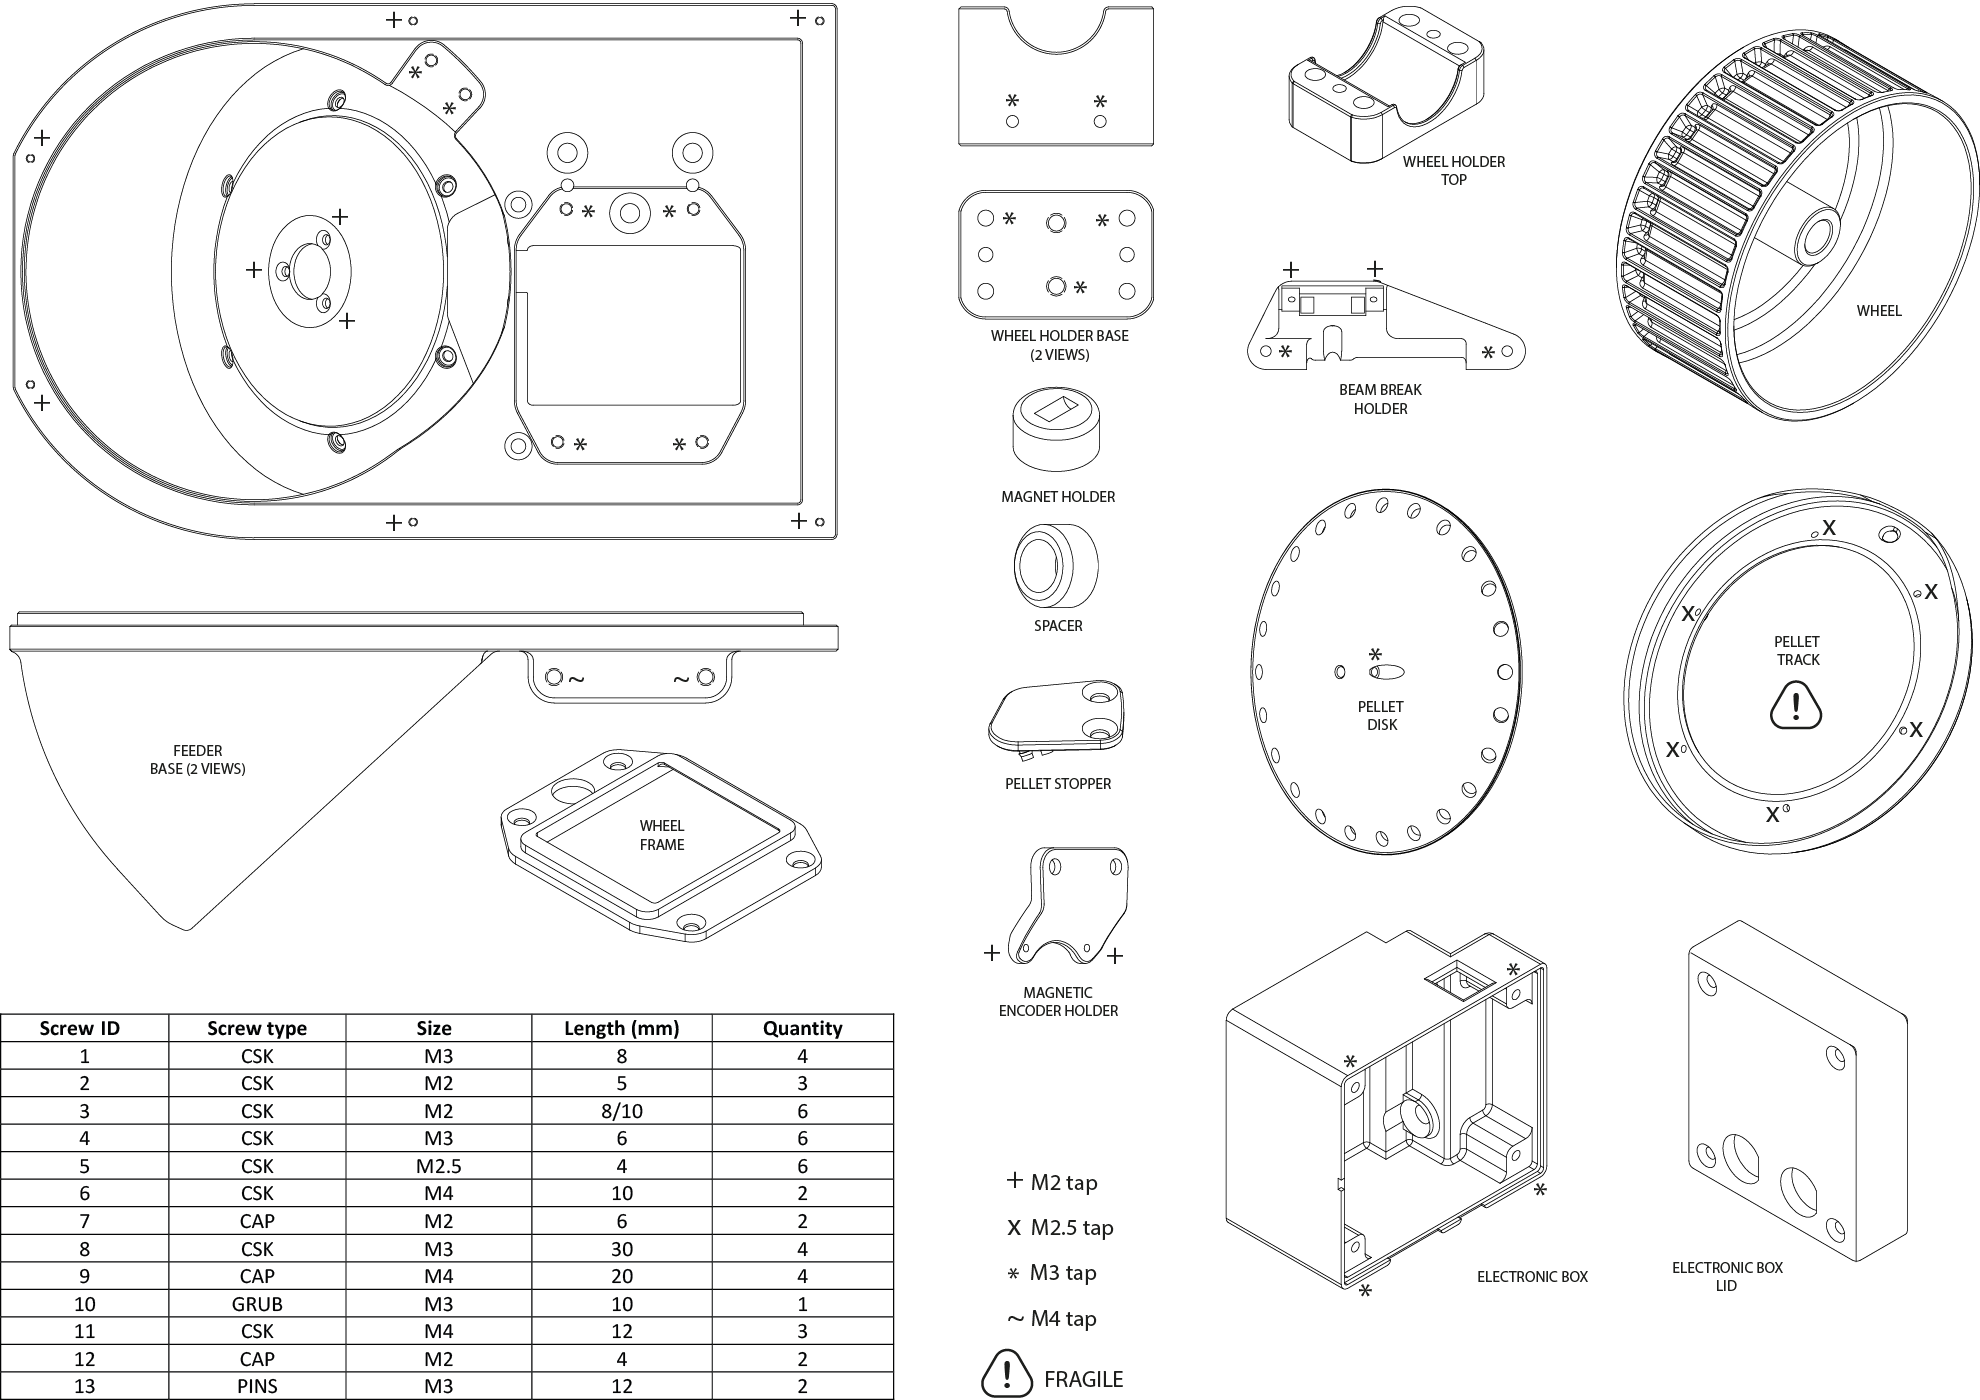 WHEEL HOLDER
TOP
WHEEL
WHEEL HOLDER BASE
(2 VIEWS)
BEAM BREAK
HOLDER
MAGNET HOLDER
SPACER
PELLET STOPPER
PELLET
DISK
PELLET
TRACK
!
FEEDER
BASE (2 VIEWS)
WHEEL
FRAME
MAGNETIC
ENCODER HOLDER
ELECTRONIC BOX
ELECTRONIC BOX
LID
Screw ID Screw type Size Length (mm) Quantity
1 CSK M3 8 4
2 CSK M2 5 3
3 CSK M2 8/10 6
4 CSK M3 6 6
5 CSK M2.5 4 6
6 CSK M4 10 2
7 CAP M2 6 2
8 CSK M3 30 4
9 CAP M4 20 4
10 GRUB M3 10 1
11 CSK M4 12 3
12 CAP M2 4 2
13 PINS M3 12 2
+ M2 tap
X M2.5 tap
* M3 tap
~ M4 tap
! FRAGILE